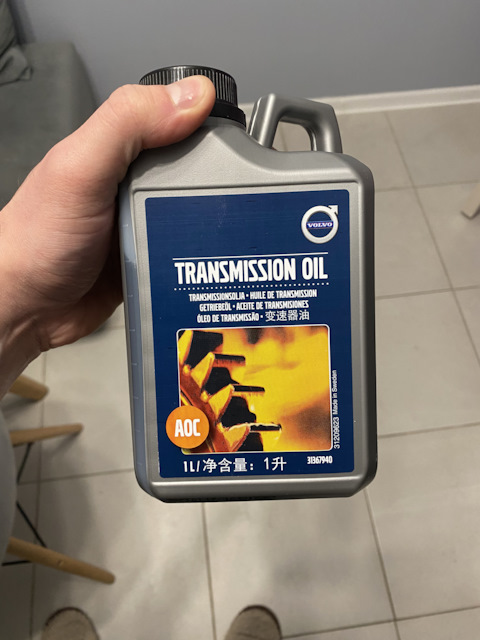 VOLVO
TRANSMISSION OIL
TRANSMISSIONSOLJA • HUILE DE TRANSMISSION
GETRIEBEÖL • ACEITE DE TRANSMISIONES
ÓLEO DE TRANSMISSÃO • 变速器油
AOC
31209623 Made in Sweden
1L/净含量：1升
31367940